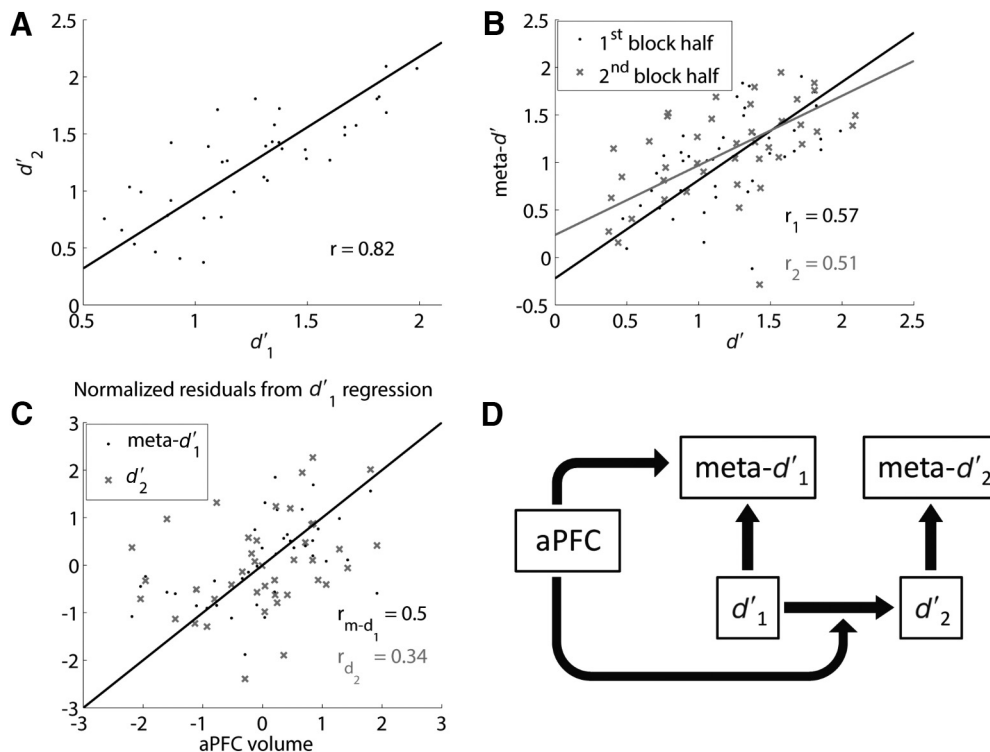 A
2.5
2
1.5
1
0.5
0
0.5
1
1.5
2
d'2
d'1
r = 0.82
B
1st block half
2nd block half
2.5
2
1.5
1
0.5
0
-0.5
0
0.5
1
1.5
2
2.5
meta-d'
d'
r1 = 0.57
r2 = 0.51
Normalized residuals from d'1 regression
C
meta-d'1
d'2
3
2
1
0
-1
-2
-3
-3
-2
-1
0
1
2
3
aPFC volume
rm-d1 = 0.5
rd2 = 0.34
D
meta-d'1
meta-d'2
aPFC
d'1
d'2